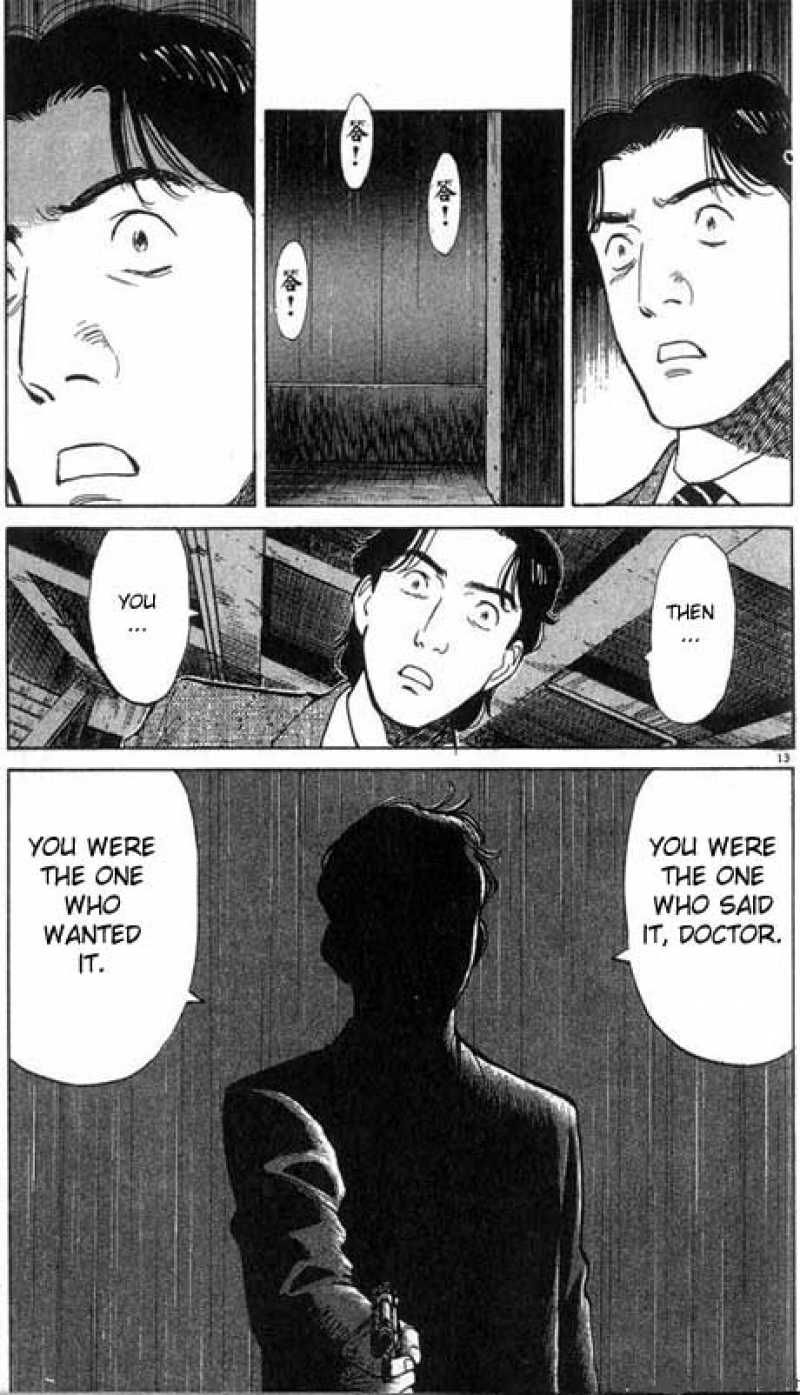 答!
答!
答!
THEN
...
YOU
...
13
YOU WERE
THE ONE
WHO SAID
IT, DOCTOR.
YOU WERE
THE ONE
WHO
WANTED
IT.